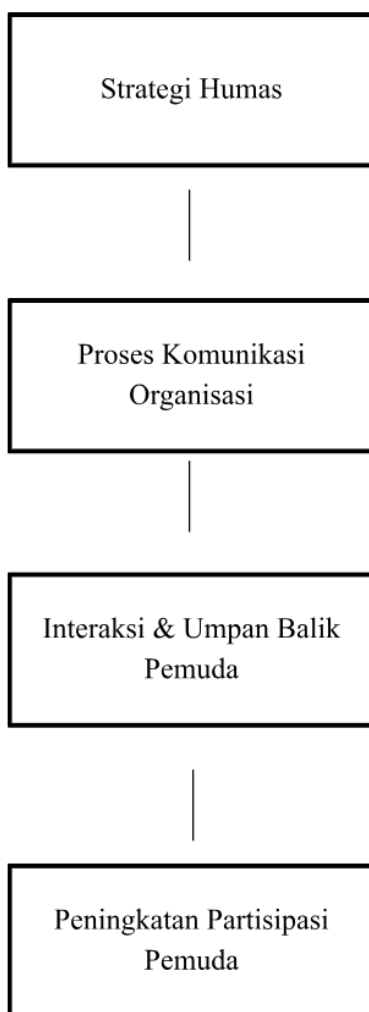 Strategi Humas
Proses Komunikasi
Organisasi
Interaksi & Umpan Balik
Pemuda
Peningkatan Partisipasi
Pemuda